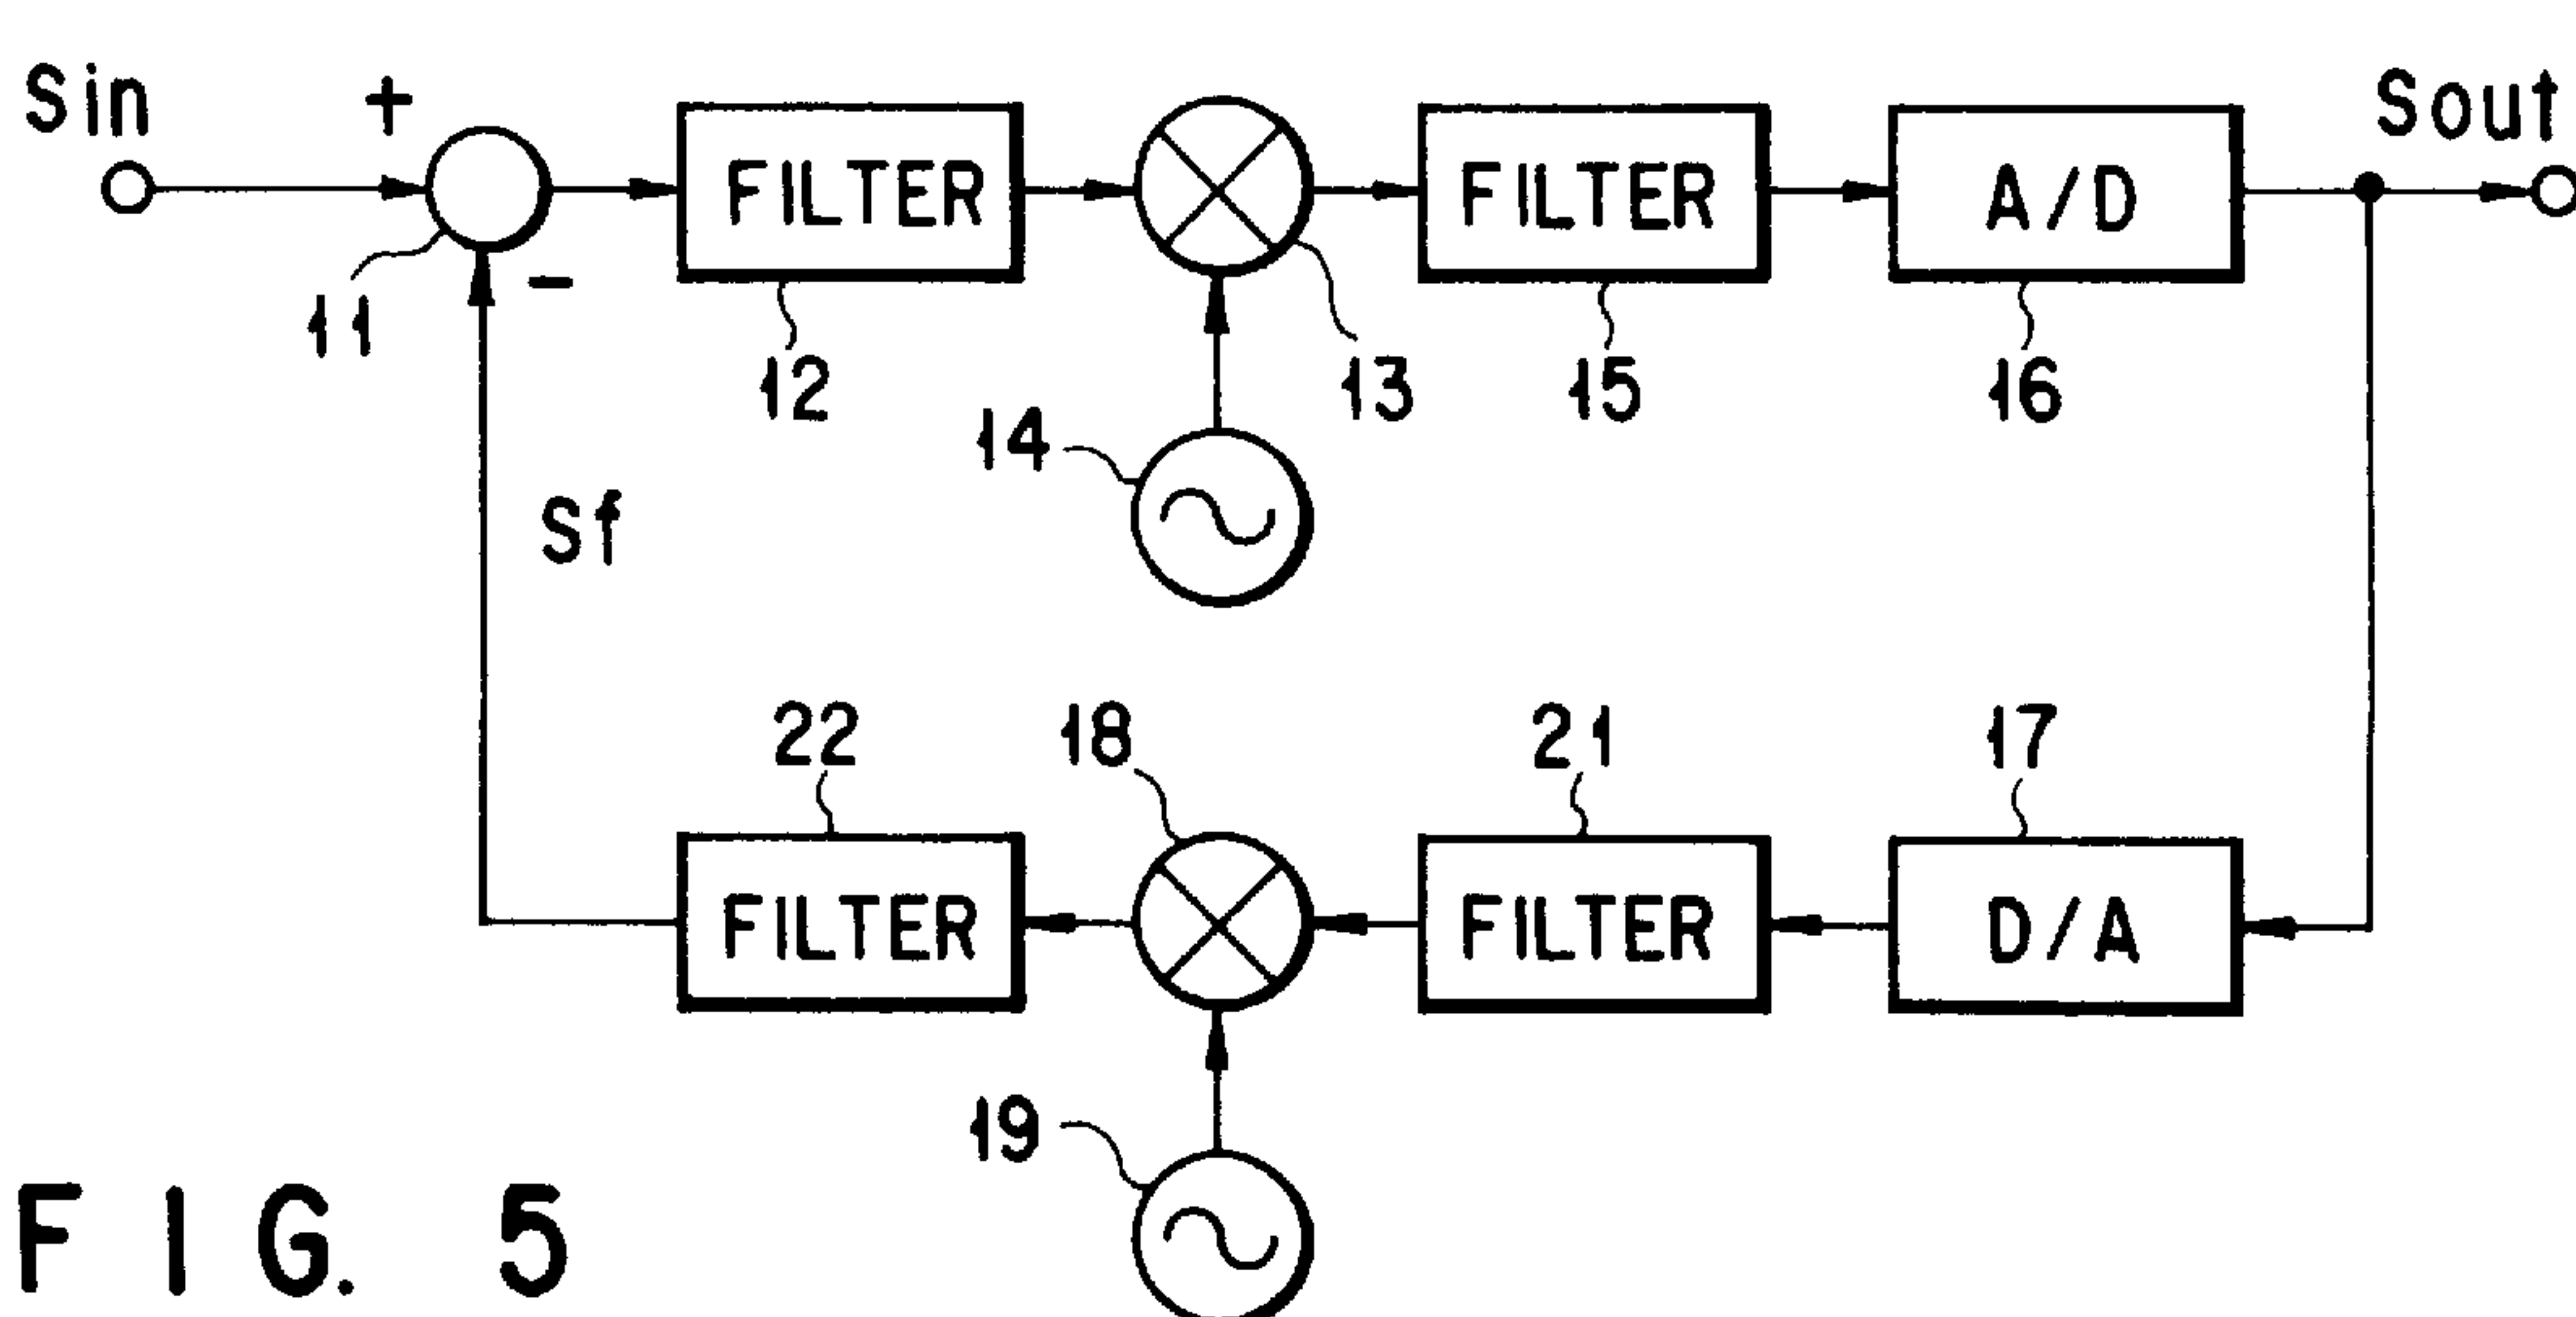 Sin
+
Sout
FILTER
FILTER
A/D
-
11
12
13
15
16
14
Sf
22
18
21
17
FILTER
FILTER
D/A
19
FIG. 5